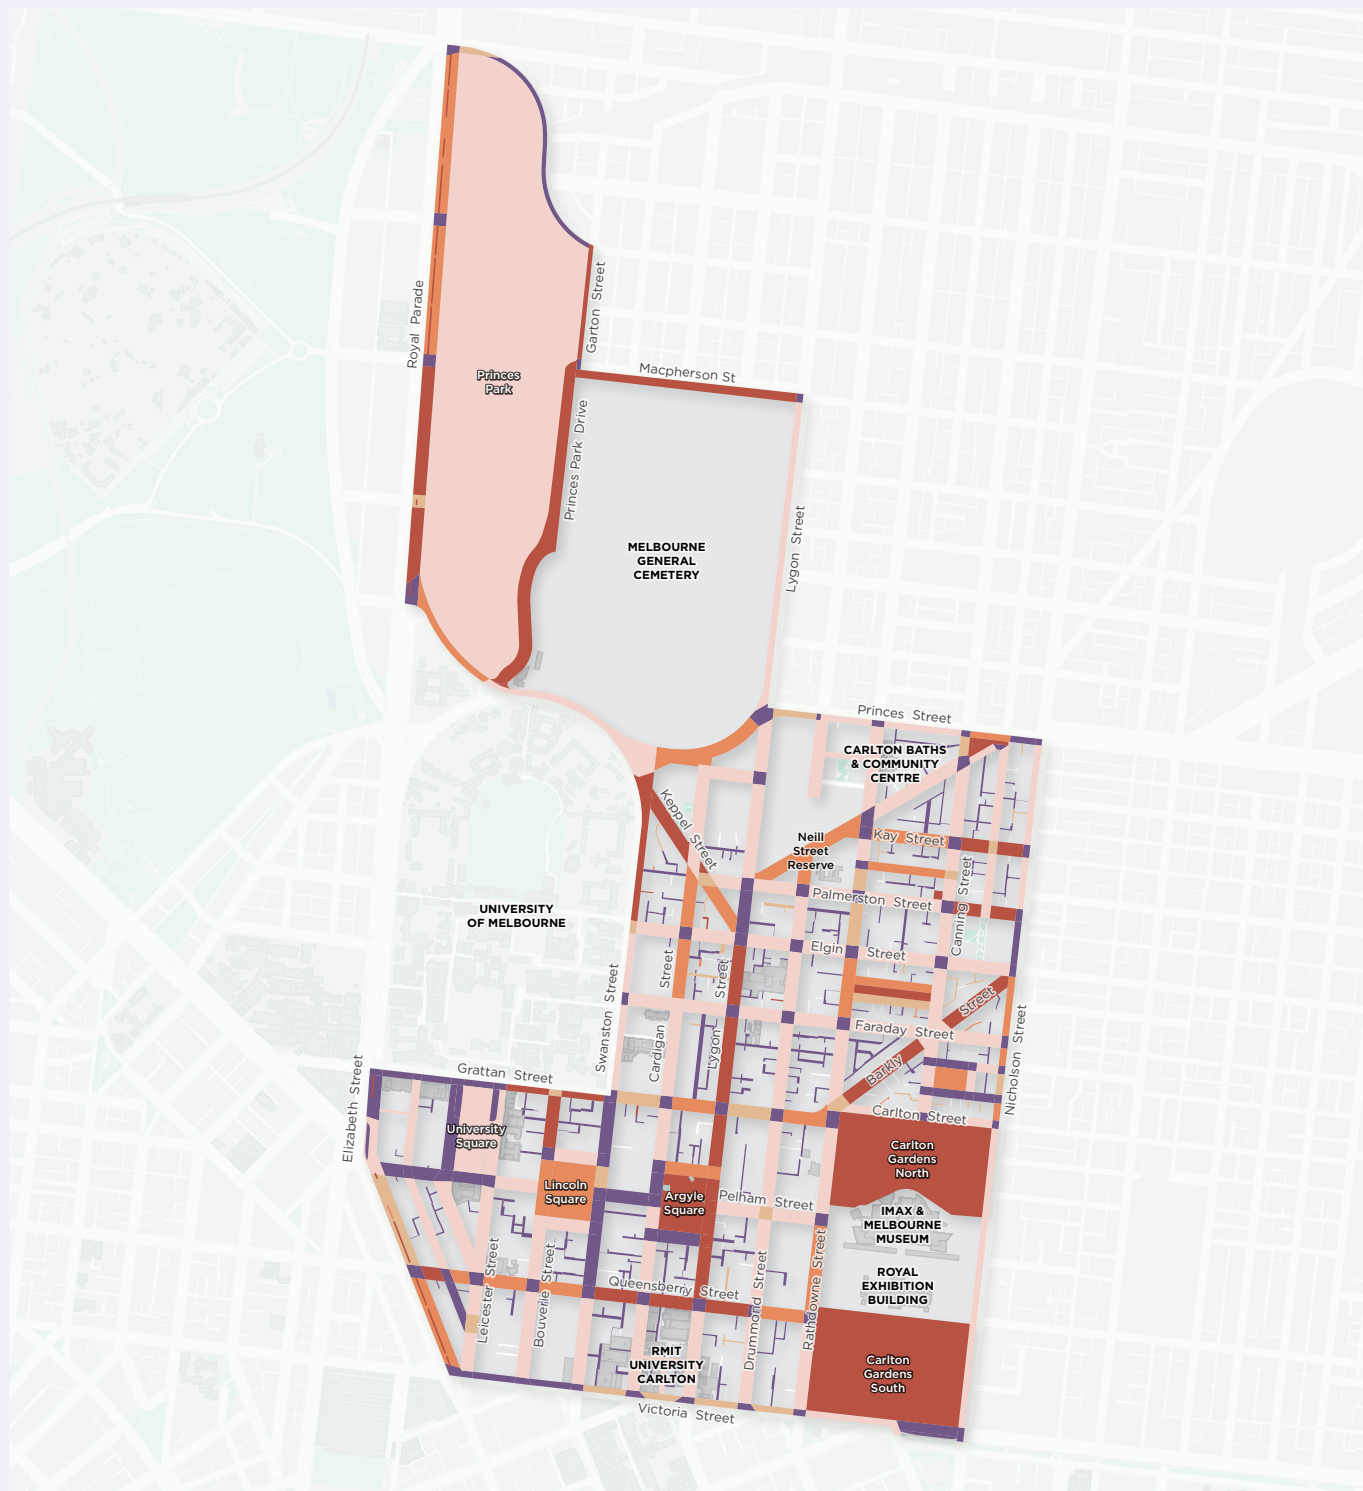 Royal Parade
Garton Street
Princes
Park
Macpherson St
Princes Park Drive
MELBOURNE
GENERAL
CEMETERY
Lygon Street
Princes Street
CARLTON BATHS
& COMMUNITY
CENTRE
Keppel Street
Neill
Street
Reserve
Kay Street
Palmerston Street
Canning Street
UNIVERSITY
OF MELBOURNE
Elgin Street
Swanston Street
Cardigan Street
Lygon Street
Street
Barkly
Faraday Street
Nicholson Street
Elizabeth Street
Grattan Street
Carlton Street
University
Square
Lincoln
Square
Argyle
Square
Pelham Street
Carlton
Gardens
North
IMAX &
MELBOURNE
MUSEUM
ROYAL
EXHIBITION
BUILDING
Leicester Street
Bouverie Street
Queensberry Street
Drummond Street
Rathdowne Street
RMIT
UNIVERSITY
CARLTON
Carlton
Gardens
South
Victoria Street